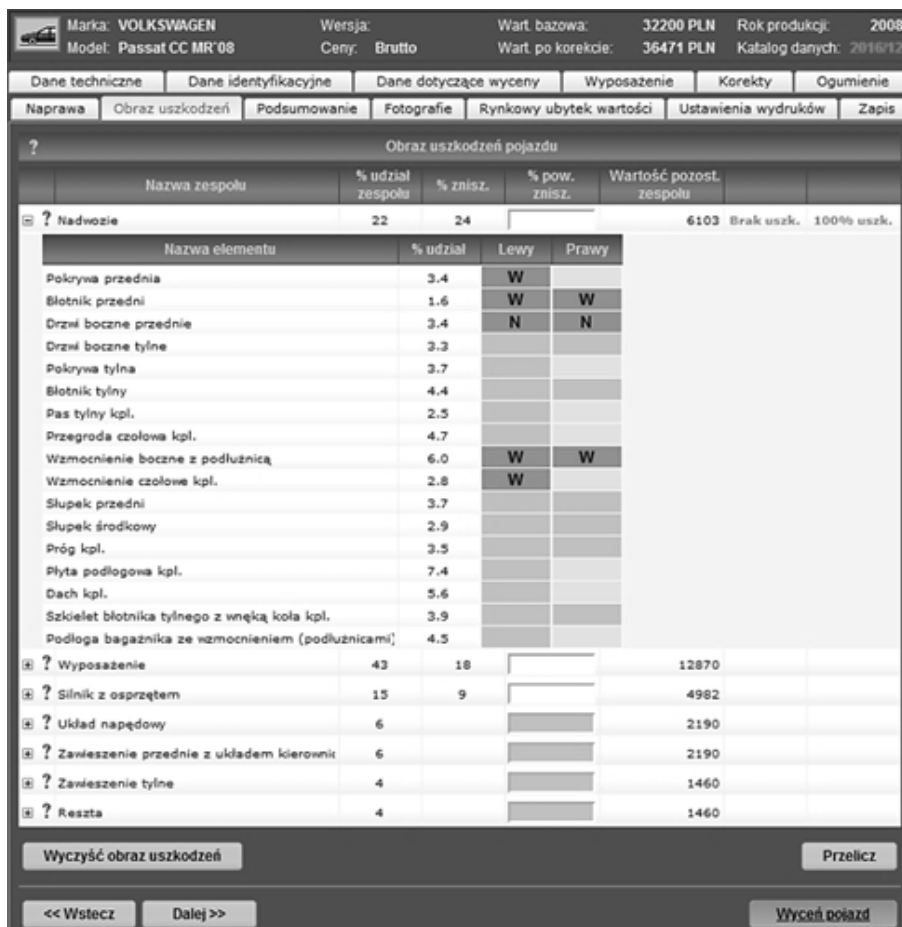 Marka: VOLKSWAGEN Wersja: Wart. bazowa: 32200 PLN Rok produkcji: 2008
Model: Passat CC MR´08 Ceny: Brutto Wart. po korekcie: 36471 PLN Katalog danych: 2016/12
Dane techniczne Dane identyfikacyjne Dane dotyczące wyceny Wyposażenie Korekty Ogumienie
Naprawa Obraz uszkodzeń Podsumowanie Fotografie Rynkowy ubytek wartości Ustawienia wydruków Zapis
? Obraz uszkodzeń pojazdu
Nazwa zespołu % udział zespołu % znisz. % pow. znisz. Wartość pozost. zespołu
? Nadwozie 22 24 6103 Brak uszk. 100% uszk.
Nazwa elementu % udział Lewy Prawy
Pokrywa przednia 3.4 W
Błotnik przedni 1.6 W W
Drzwi boczne przednie 3.4 N N
Drzwi boczne tylne 3.3
Pokrywa tylna 3.7
Błotnik tylny 4.4
Pas tylny kpl. 2.5
Przegroda czołowa kpl. 4.7
Wzmocnienie boczne z podłużnicą 6.0 W W
Wzmocnienie czołowe kpl. 2.8 W
Słupek przedni 3.7
Słupek środkowy 2.9
Próg kpl. 3.5
Płyta podłogowa kpl. 7.4
Dach kpl. 5.6
Szkielet błotnika tylnego z wnęką koła kpl. 3.9
Podłoga bagażnika ze wzmocnieniem (podłużnicami) 4.5
? Wyposażenie 43 18 12870
? Silnik z osprzętem 15 9 4982
? Układ napędowy 6 2190
? Zawieszenie przednie z układem kierownic 6 2190
? Zawieszenie tylne 4 1460
? Reszta 4 1460
Wyczyść obraz uszkodzeń Przelicz
<< Wstecz Dalej >> Wyceń pojazd